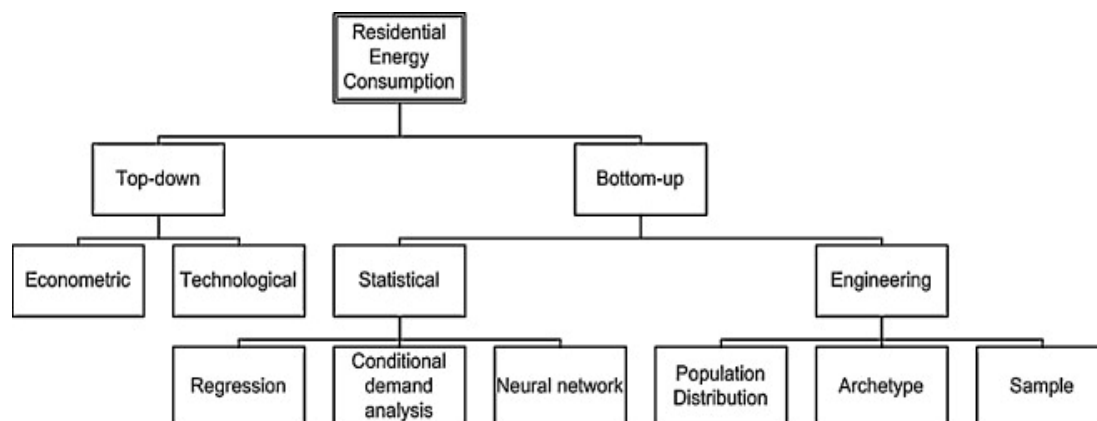 Residential
Energy
Consumption
Top-down
Bottom-up
Econometric
Technological
Statistical
Engineering
Regression
Conditional
demand
analysis
Neural network
Population
Distribution
Archetype
Sample